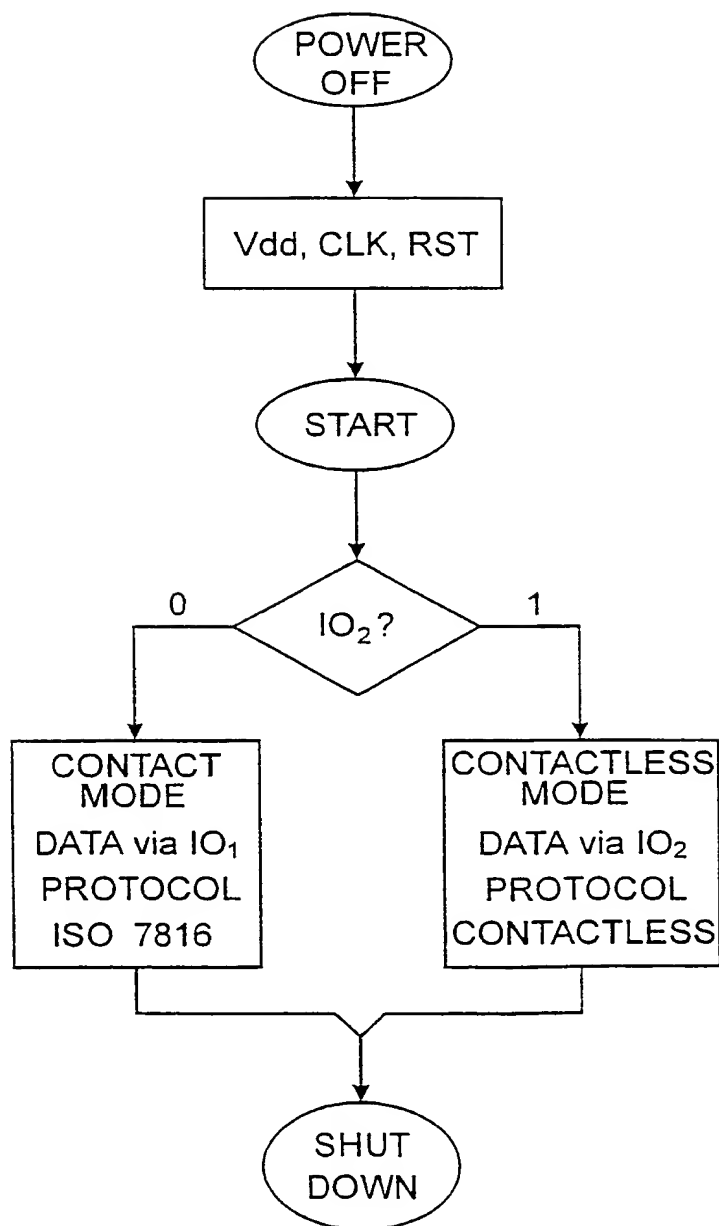 POWER
OFF
Vdd, CLK, RST
START
0
IO₂?
1
CONTACT
MODE
DATA via IO₁
PROTOCOL
ISO 7816
CONTACTLESS
MODE
DATA via IO₂
PROTOCOL
CONTACTLESS
SHUT
DOWN